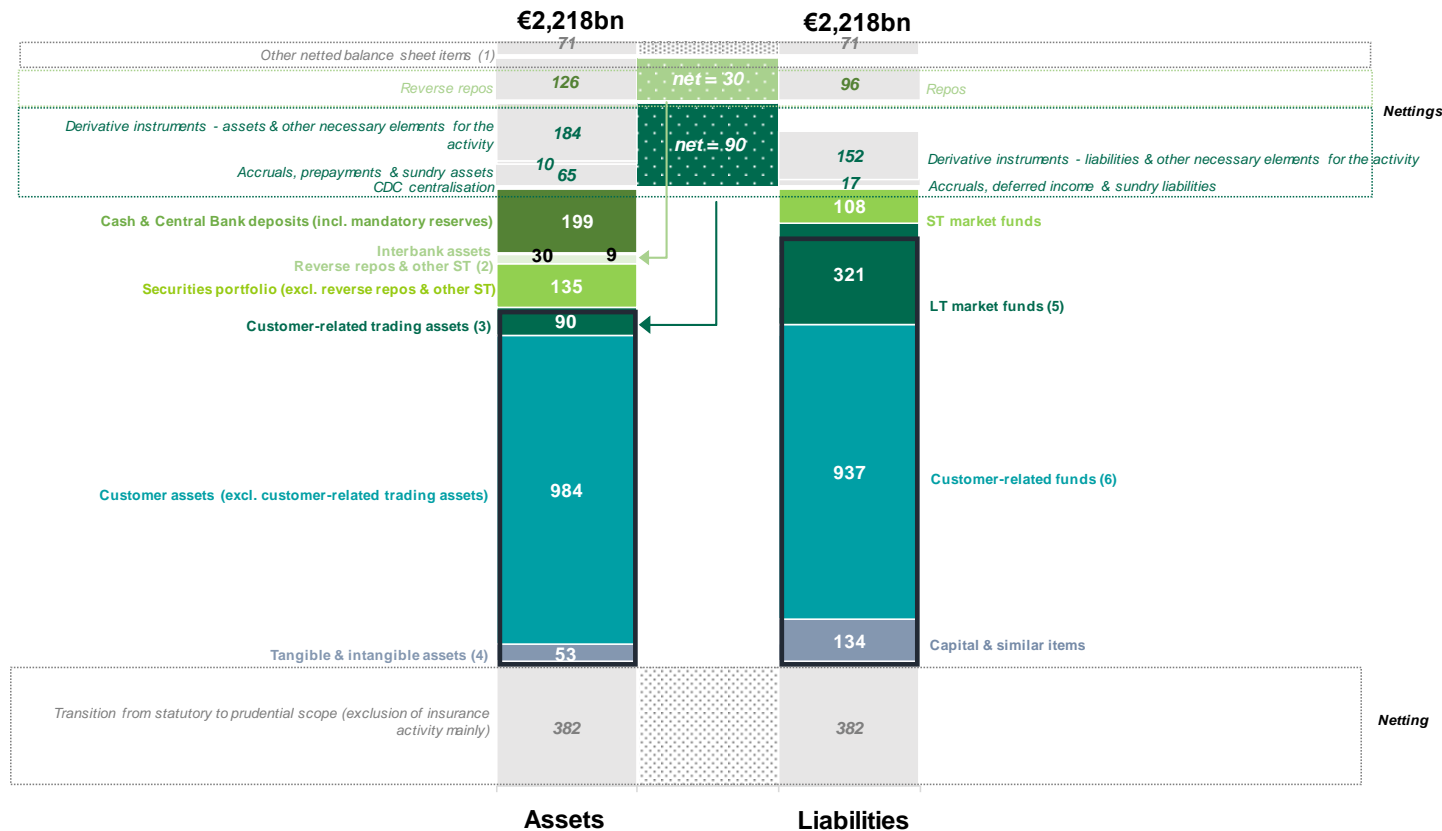 €2,218bn €2,218bn
Other netted balance sheet items (1) 71 71
Reverse repos 126 net = 30 96 Repos
Nettings
Derivative instruments - assets & other necessary elements for the
activity
184 net = 90 152 Derivative instruments - liabilities & other necessary elements for the activity
10
Accruals, prepayments & sundry assets 65
CDC centralisation 17 Accruals, deferred income & sundry liabilities
Cash & Central Bank deposits (incl. mandatory reserves) 199 108 ST market funds
Interbank assets 30 9
Reverse repos & other ST (2)
Securities portfolio (excl. reverse repos & other ST) 135 321
LT market funds (5)
Customer-related trading assets (3) 90
Customer assets (excl. customer-related trading assets) 984 937 Customer-related funds (6)
Tangible & intangible assets (4) 53 134 Capital & similar items
Transition from statutory to prudential scope (exclusion of insurance
activity mainly)
382 382 Netting
Assets Liabilities